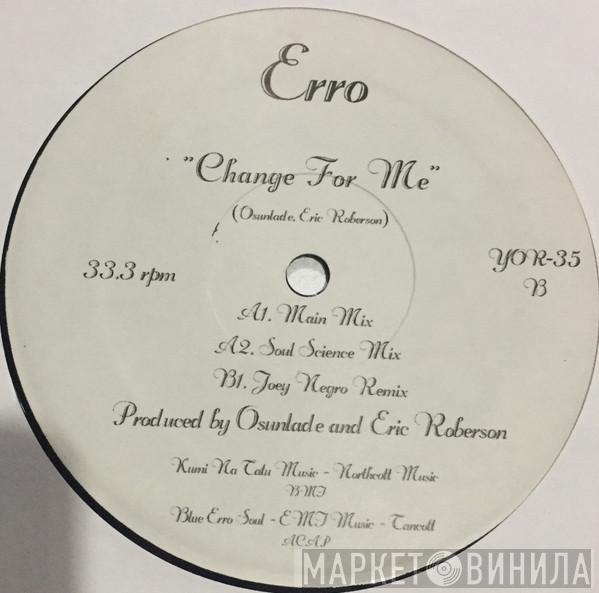 Erro
"Change For Me"
(Osunlade, Eric Roberson)
33.3 rpm
YOR-35
B
A1. Main Mix
A2. Soul Science Mix
B1. Joey Negro Remix
Produced by Osunlade and Eric Roberson
Kumi Na Tatu Music - Northcott Music
BMI
Blue Erro Soul - EMI Music - Tancott
ACAP
МАРКЕТ ВИНИЛА